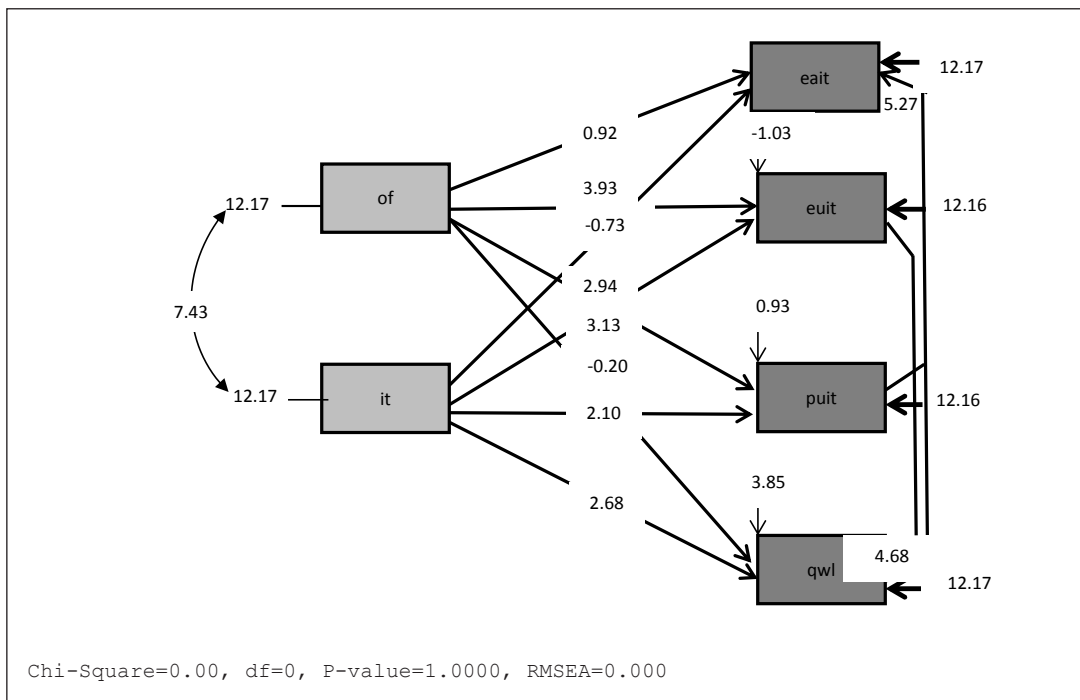 eait
12.17
5.27
0.92
-1.03
3.93
of
12.17
euit
12.16
-0.73
2.94
7.43
0.93
3.13
-0.20
it
12.17
puit
12.16
2.10
3.85
2.68
qwl
4.68
12.17
Chi-Square=0.00, df=0, P-value=1.0000, RMSEA=0.000